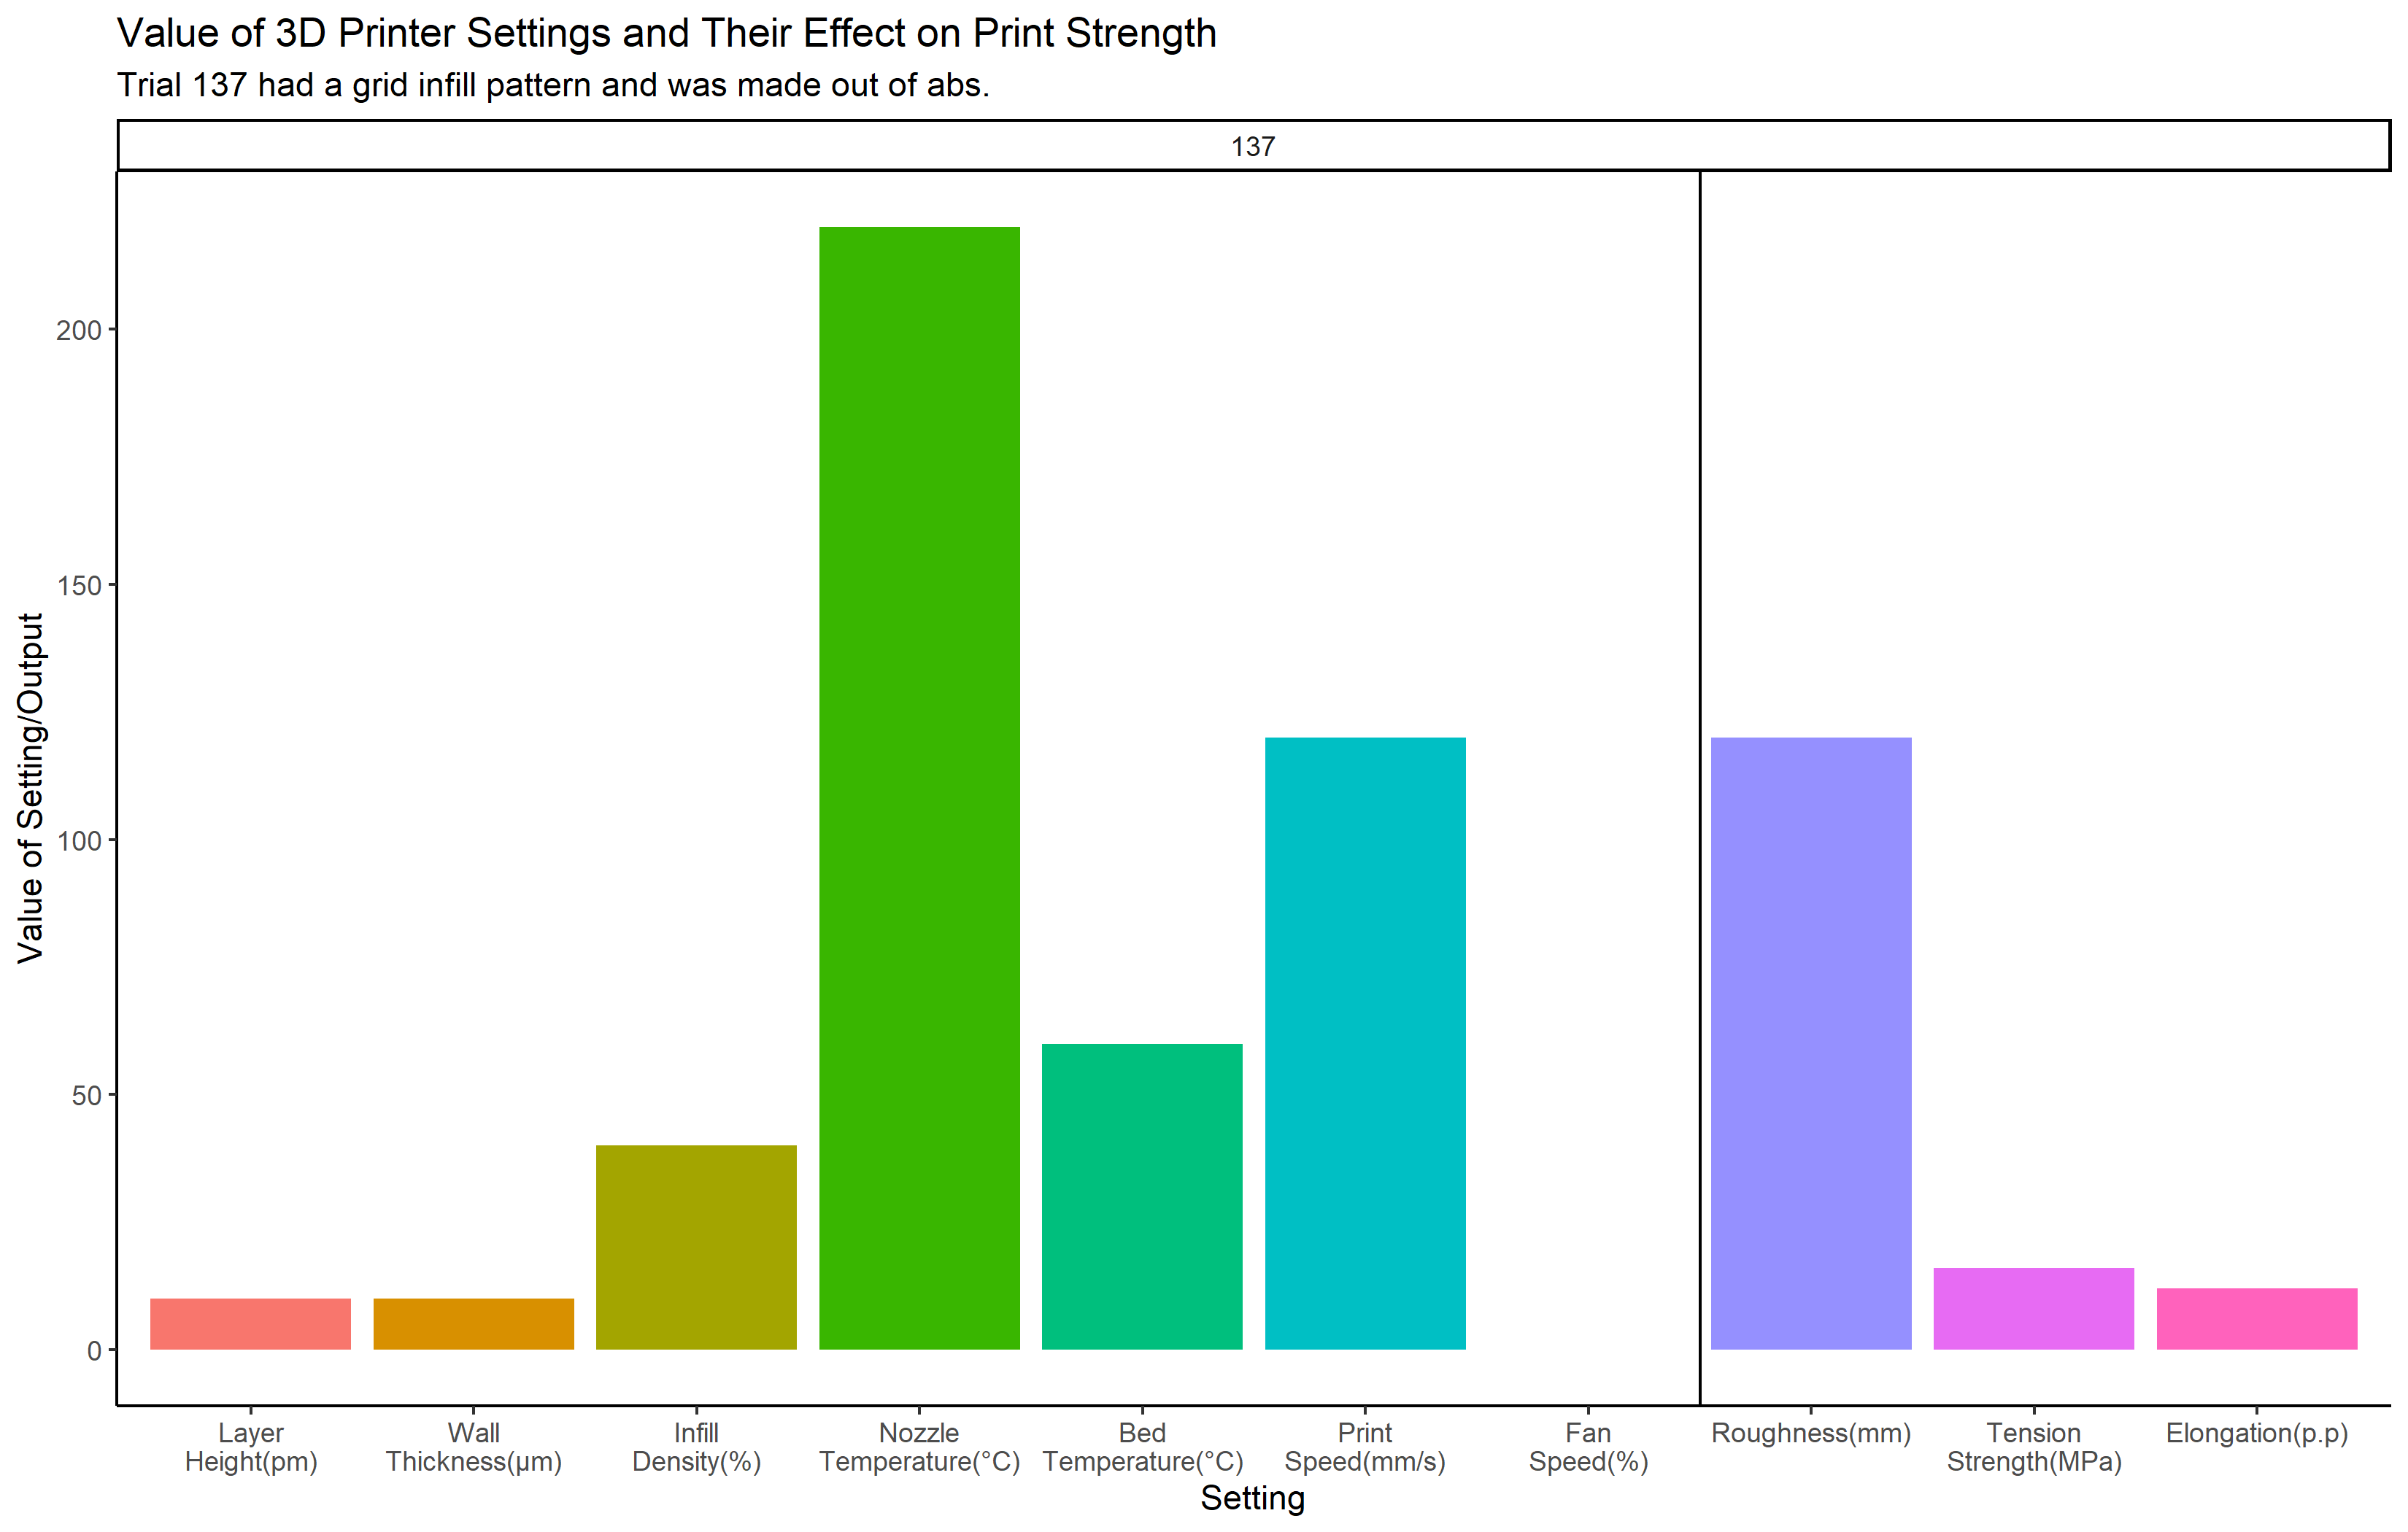 Value of 3D Printer Settings and Their Effect on Print Strength
Trial 137 had a grid infill pattern and was made out of abs.
137
Value of Setting/Output
200
150
100
50
0
Layer
Height(pm)
Wall
Thickness(µm)
Infill
Density(%)
Nozzle
Temperature(°C)
Bed
Temperature(°C)
Print
Speed(mm/s)
Fan
Speed(%)
Roughness(mm)
Tension
Strength(MPa)
Elongation(p.p)
Setting